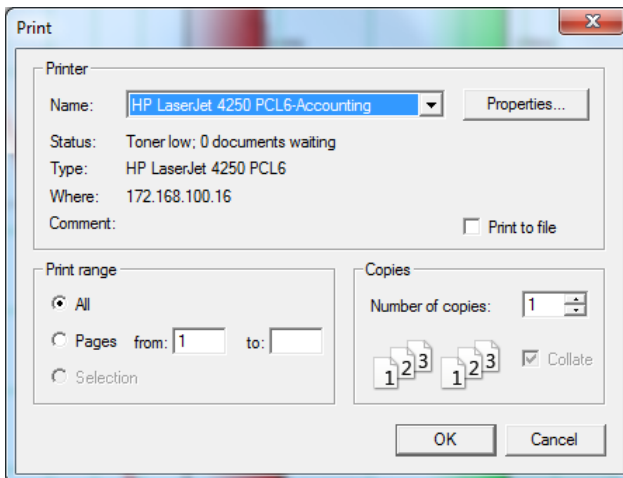 Print
Printer
Name: HP LaserJet 4250 PCL6-Accounting Properties...
Status: Toner low; 0 documents waiting
Type: HP LaserJet 4250 PCL6
Where: 172.168.100.16
Comment: Print to file
Print range
All
Pages from: 1 to:
Selection
Copies
Number of copies: 1
1 2 3 1 2 3 Collate
OK Cancel